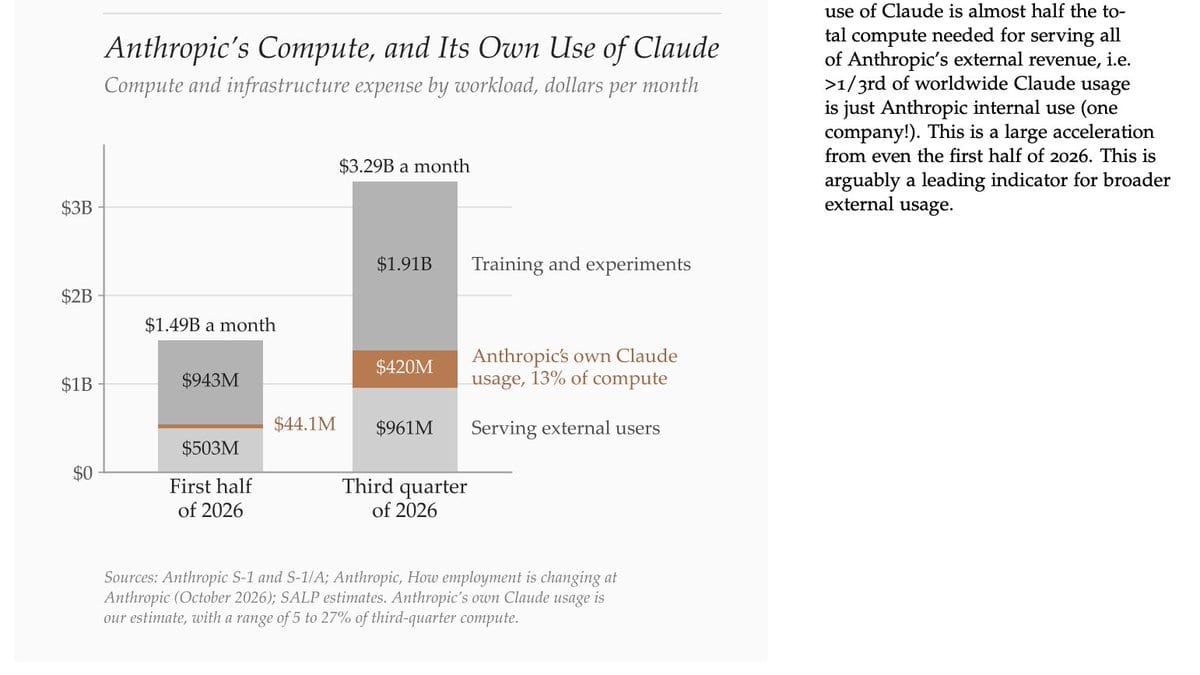 Anthropic's Compute, and Its Own Use of Claude
Compute and infrastructure expense by workload, dollars per month
$3.29B a month
$3B
$1.91B
Training and experiments
$2B
$1.49B a month
Anthropic's own Claude
usage, 13% of compute
$420M
$1B
$943M
$44.1M
$961M
Serving external users
$503M
$0
First half
of 2026
Third quarter
of 2026
Sources: Anthropic S-1 and S-1/A; Anthropic, How employment is changing at
Anthropic (October 2026); SALP estimates. Anthropic's own Claude usage is
our estimate, with a range of 5 to 27% of third-quarter compute.
use of Claude is almost half the to-
tal compute needed for serving all
of Anthropic's external revenue, i.e.
>1/3rd of worldwide Claude usage
is just Anthropic internal use (one
company!). This is a large acceleration
from even the first half of 2026. This is
arguably a leading indicator for broader
external usage.